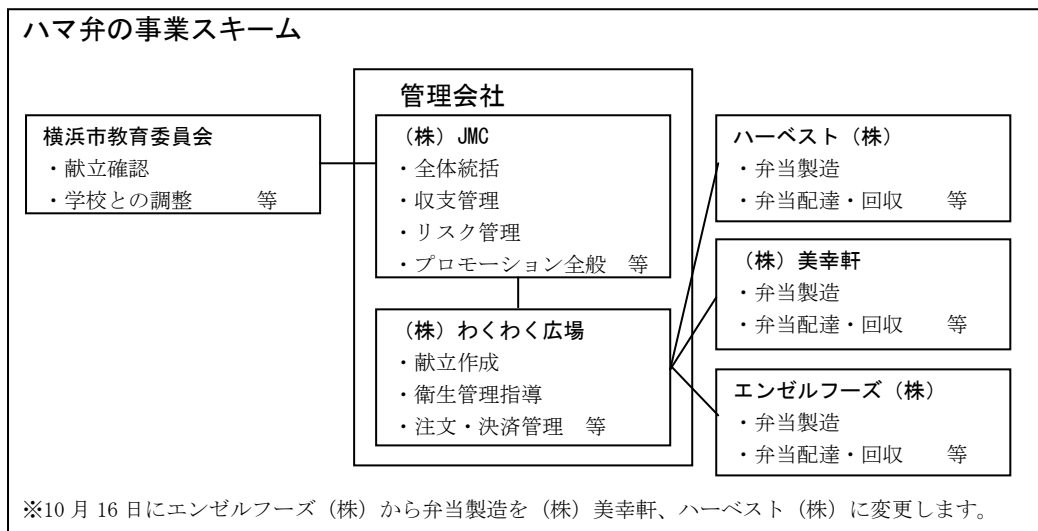 ハマ弁の事業スキーム
管理会社
横浜市教育委員会
・献立確認
・学校との調整　　　等
（株）JMC
・全体統括
・収支管理
・リスク管理
・プロモーション全般　等
（株）わくわく広場
・献立作成
・衛生管理指導
・注文・決済管理　等
ハーベスト（株）
・弁当製造
・弁当配達・回収　　等
（株）美幸軒
・弁当製造
・弁当配達・回収　　等
エンゼルフーズ（株）
・弁当製造
・弁当配達・回収　　等
※10 月 16 日にエンゼルフーズ（株）から弁当製造を（株）美幸軒、ハーベスト（株）に変更します。